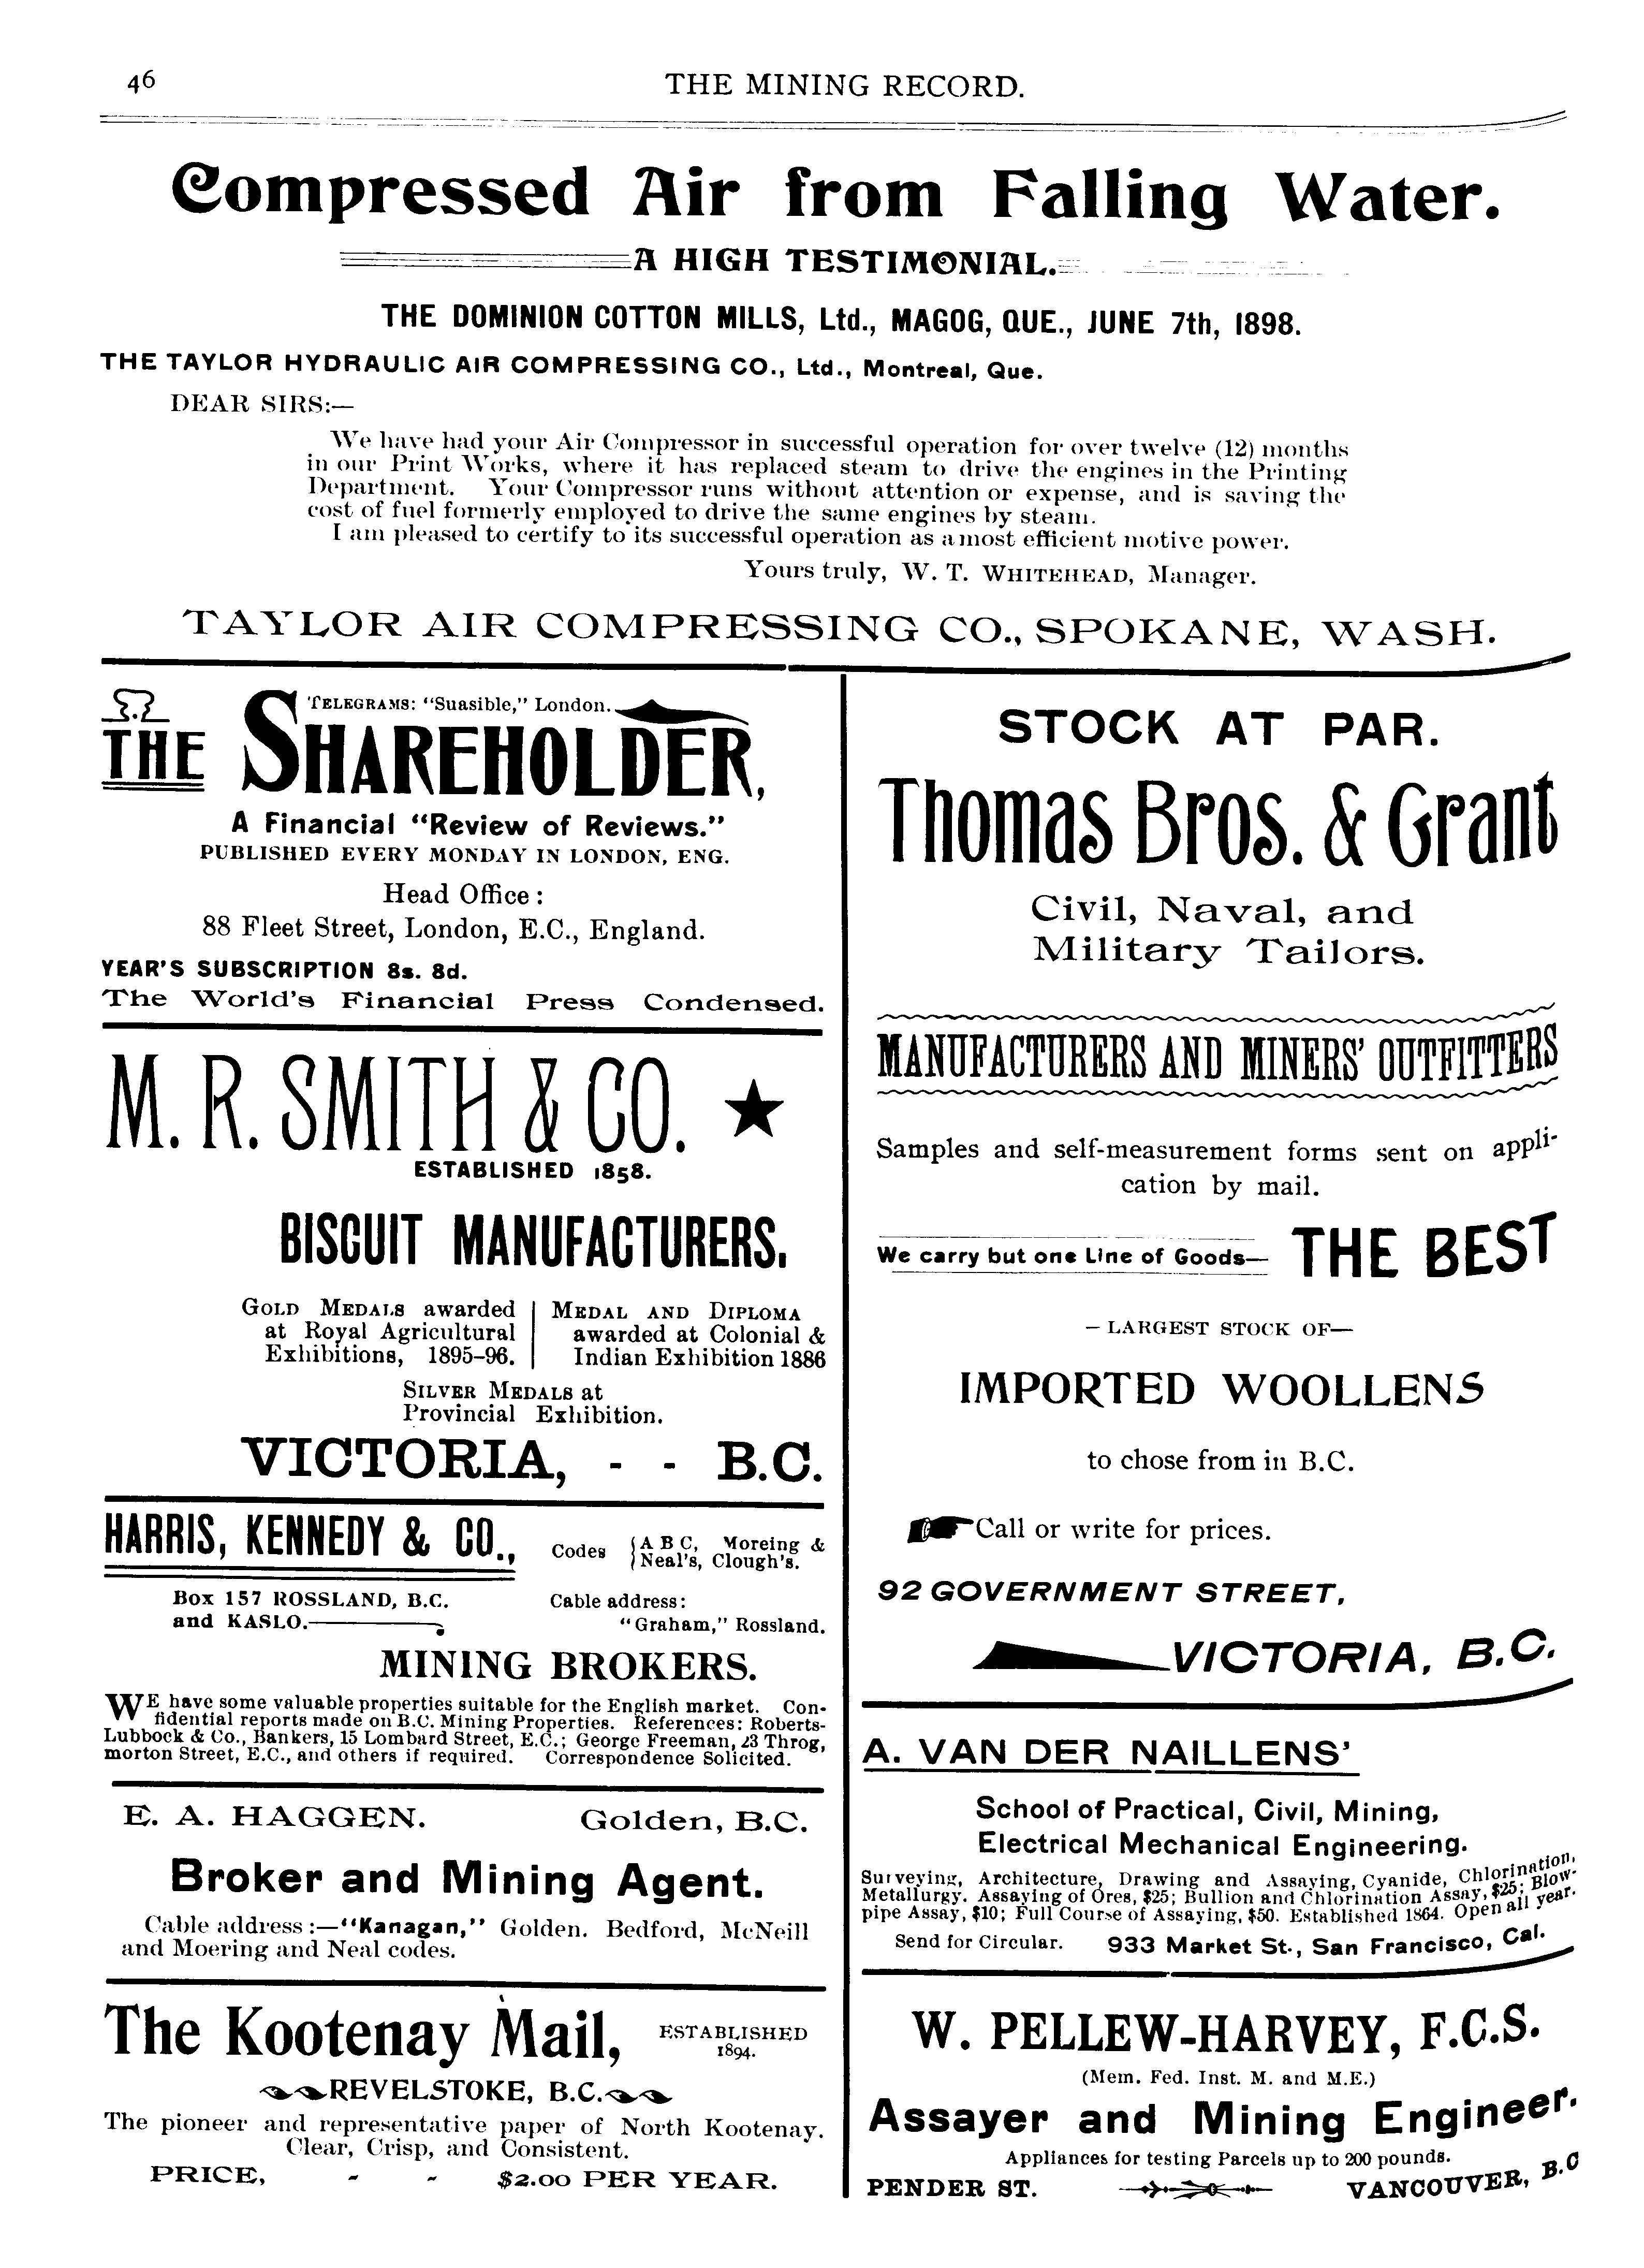 46
THE MINING RECORD.
Compressed Air from Falling Water.
A HIGH TESTIMONIAL.
THE DOMINION COTTON MILLS, Ltd., MAGOG, QUE., JUNE 7th, 1898.
THE TAYLOR HYDRAULIC AIR COMPRESSING CO., Ltd., Montreal, Que.
DEAR SIRS:—
We have had your Air Compressor in successful operation for over twelve (12) months
in our Print Works, where it has replaced steam to drive the engines in the Printing
Department. Your Compressor runs without attention or expense, and is saving the
cost of fuel formerly employed to drive the same engines by steam.
I am pleased to certify to its successful operation as a most efficient motive power.
Yours truly, W. T. WHITEHEAD, Manager.
TAYLOR AIR COMPRESSING CO., SPOKANE, WASH.
TELEGRAMS: "Suasible," London.
THE SHAREHOLDER,
A Financial "Review of Reviews."
PUBLISHED EVERY MONDAY IN LONDON, ENG.
Head Office:
88 Fleet Street, London, E.C., England.
YEAR'S SUBSCRIPTION 8s. 8d.
The World's Financial Press Condensed.
M. R. SMITH & CO.
ESTABLISHED 1858.
BISCUIT MANUFACTURERS.
GOLD MEDALS awarded
at Royal Agricultural
Exhibitions, 1895-96.
MEDAL AND DIPLOMA
awarded at Colonial &
Indian Exhibition 1886
SILVER MEDALS at
Provincial Exhibition.
VICTORIA, - - B.C.
HARRIS, KENNEDY & CO.,
Codes { A B C, Moreing &
Neal's, Clough's.
Box 157 ROSSLAND, B.C.
and KASLO.
Cable address:
"Graham," Rossland.
MINING BROKERS.
WE have some valuable properties suitable for the English market. Con-
fidential reports made on B.C. Mining Properties. References: Roberts-
Lubbock & Co., Bankers, 15 Lombard Street, E.C.; George Freeman, 23 Throg,
morton Street, E.C., and others if required. Correspondence Solicited.
E. A. HAGGEN. Golden, B.C.
Broker and Mining Agent.
Cable address:—"Kanagan," Golden. Bedford, McNeill
and Moering and Neal codes.
The Kootenay Mail,
ESTABLISHED
1894.
REVELSTOKE, B.C.
The pioneer and representative paper of North Kootenay.
Clear, Crisp, and Consistent.
PRICE, - - $2.00 PER YEAR.
STOCK AT PAR.
Thomas Bros. & Grant
Civil, Naval, and
Military Tailors.
MANUFACTURERS AND MINERS' OUTFITTERS
Samples and self-measurement forms sent on appli-
cation by mail.
We carry but one Line of Goods— THE BEST
— LARGEST STOCK OF—
IMPORTED WOOLLENS
to chose from in B.C.
Call or write for prices.
92 GOVERNMENT STREET,
VICTORIA, B.C.
A. VAN DER NAILLENS'
School of Practical, Civil, Mining,
Electrical Mechanical Engineering.
Surveying, Architecture, Drawing and Assaying, Cyanide, Chlorination,
Metallurgy. Assaying of Ores, $25; Bullion and Chlorination Assay, $25; Blow-
pipe Assay, $10; Full Course of Assaying, $50. Established 1864. Open all year.
Send for Circular. 933 Market St., San Francisco, Cal.
W. PELLEW-HARVEY, F.C.S.
(Mem. Fed. Inst. M. and M.E.)
Assayer and Mining Engineer.
Appliances for testing Parcels up to 200 pounds.
PENDER ST. VANCOUVER, B.C